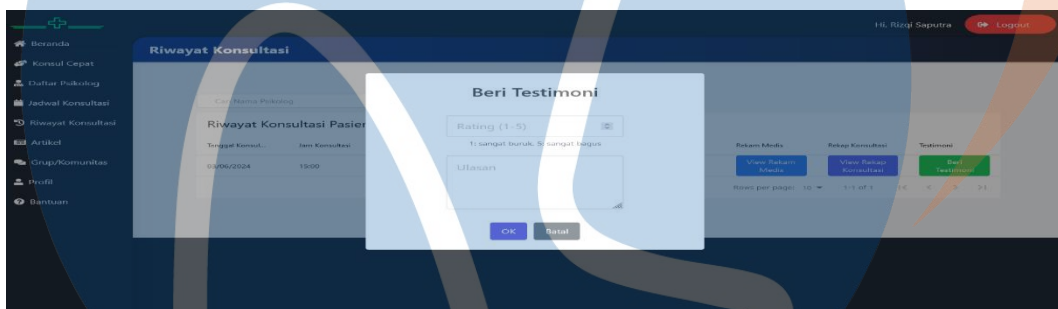 Hi. Rizqi Saputra
Logout
Beranda
Konsul Cepat
Daftar Psikolog
Jadwal Konsultasi
Riwayat Konsultasi
Artikel
Grup/Komunitas
Profil
Bantuan
Riwayat Konsultasi
Cari Nama Psikolog
Riwayat Konsultasi Pasien
Tanggal Konsul... Jam Konsultasi Rekam Medis Rekap Konsultasi Testimoni
03/06/2024 15:00 View Rekam Medis View Rekap Konsultasi Beri Testimoni
Rows per page: 10 1-1 of 1
Beri Testimoni
Rating (1-5)
1: sangat buruk, 5: sangat bagus
Ulasan
OK Batal